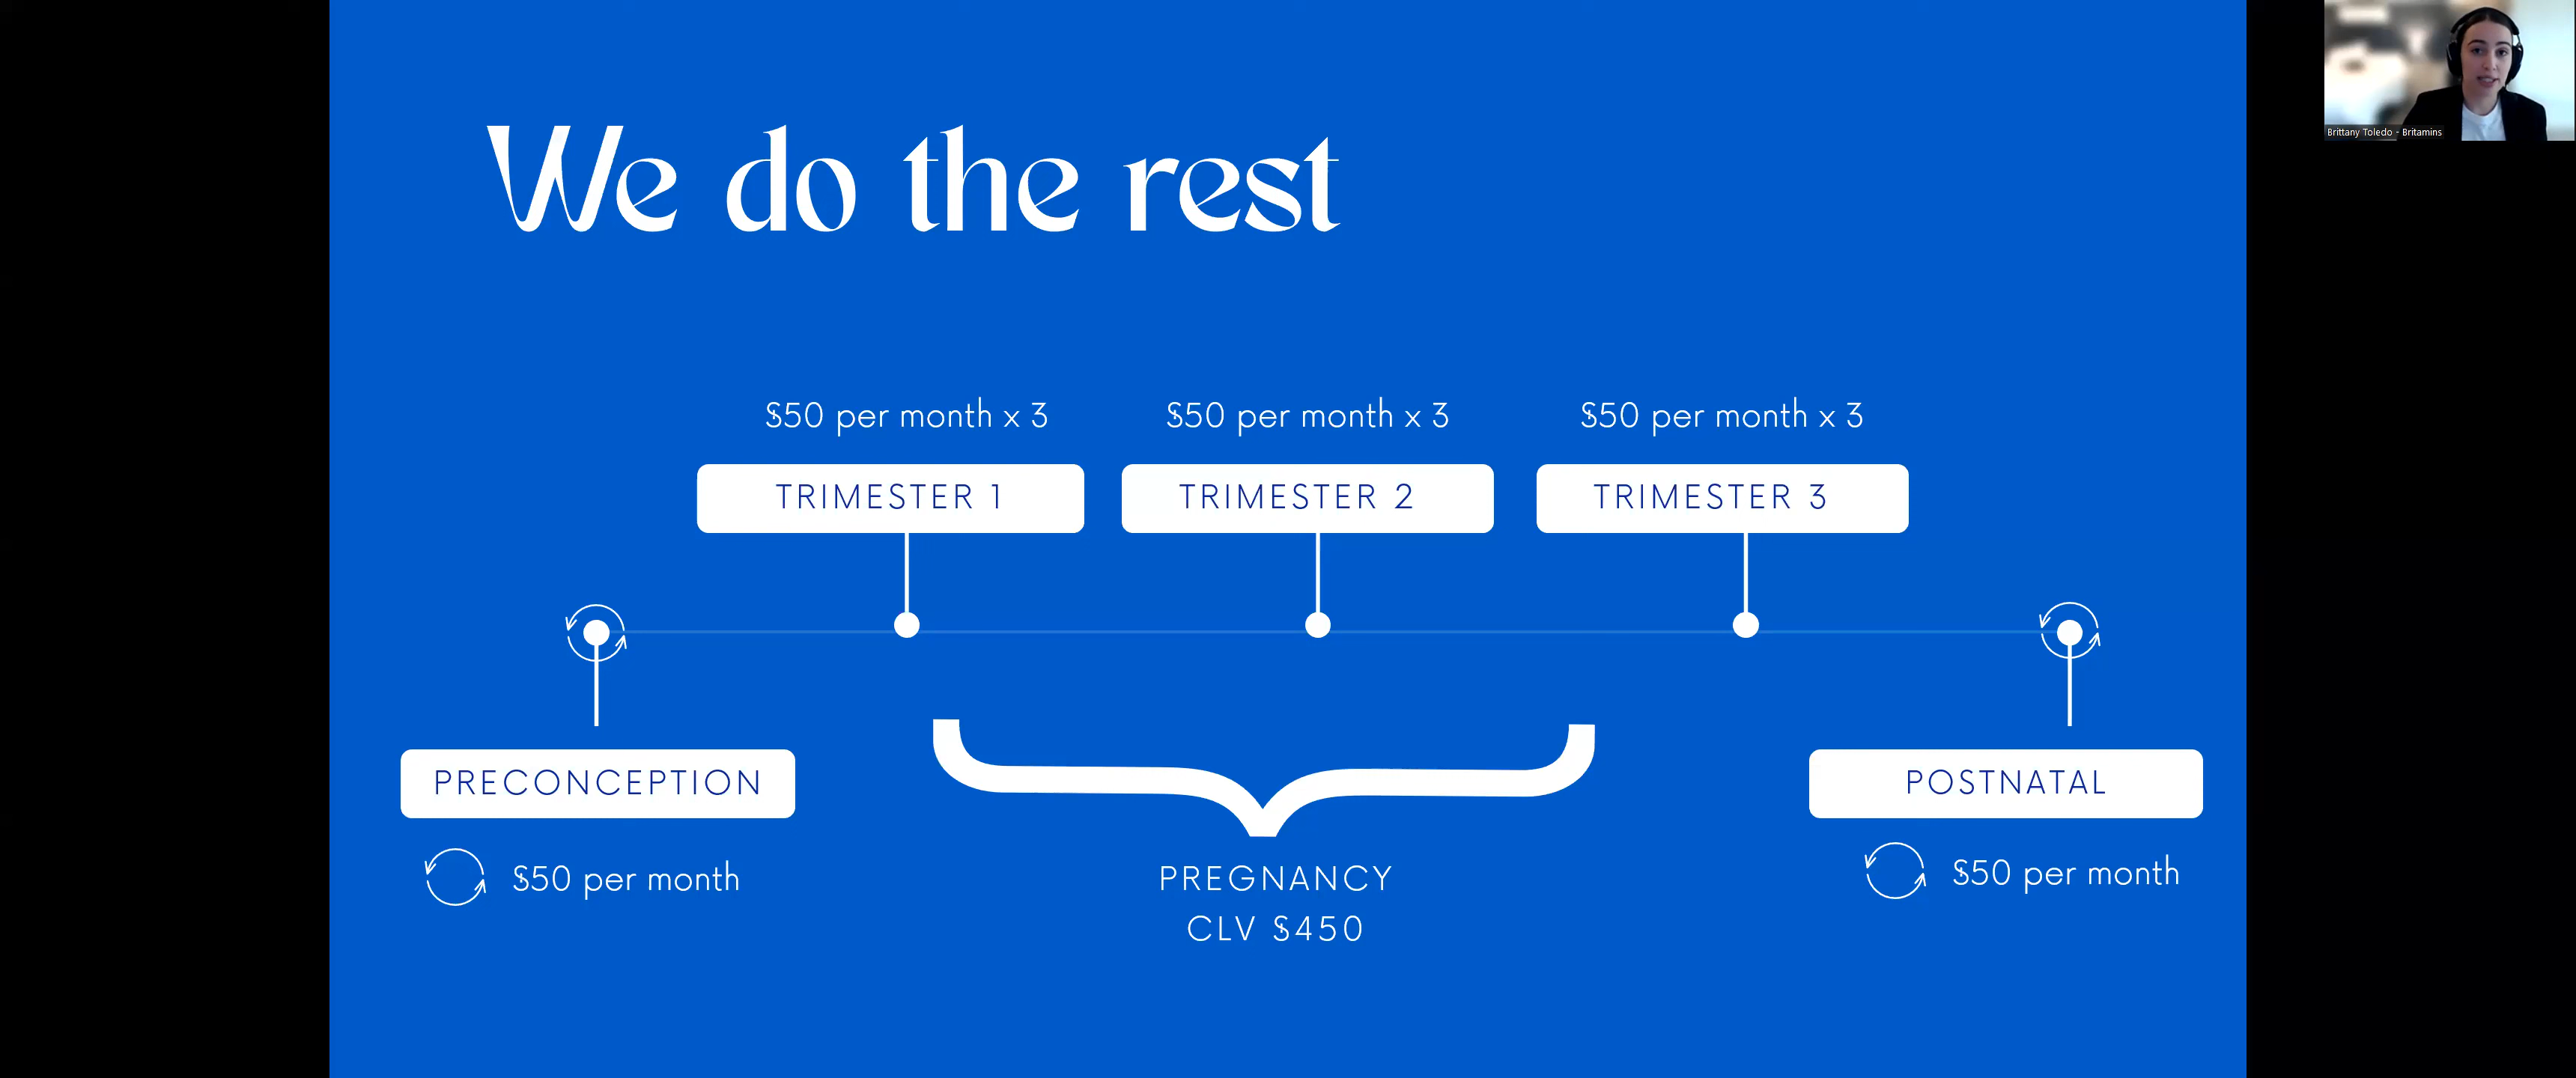 We do the rest
Brittany Toledo - Britamins
$50 per month x 3
$50 per month x 3
$50 per month x 3
TRIMESTER 1
TRIMESTER 2
TRIMESTER 3
PRECONCEPTION
POSTNATAL
$50 per month
PREGNANCY
CLV $450
$50 per month